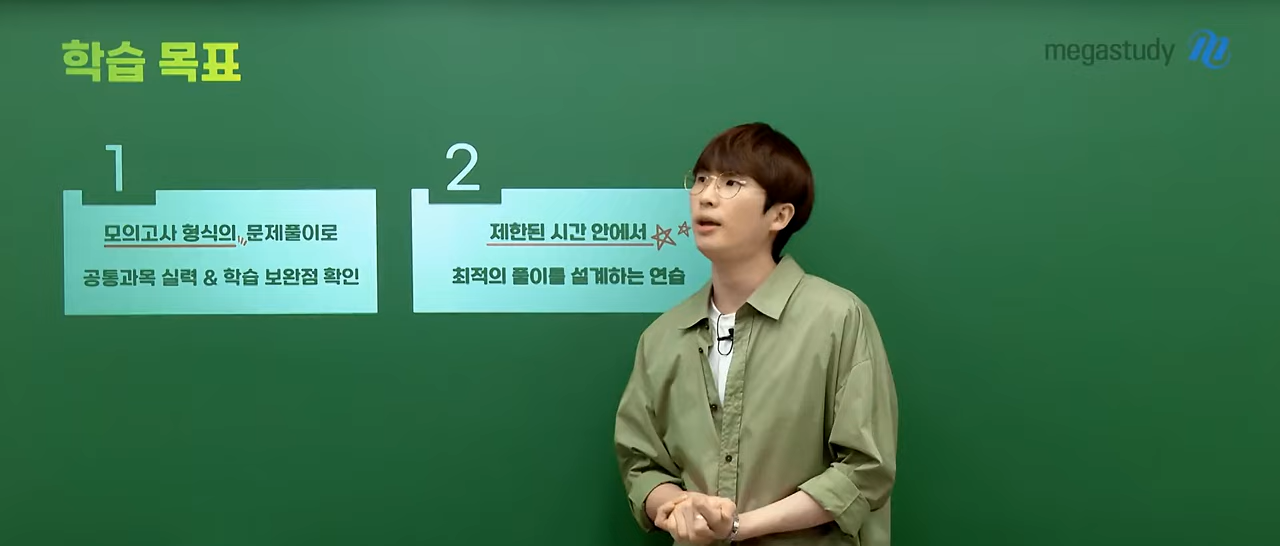 학습 목표
megastudy
1
모의고사 형식의 문제풀이로
공통과목 실력 & 학습 보완점 확인
2
제한된 시간 안에서
최적의 풀이를 설계하는 연습